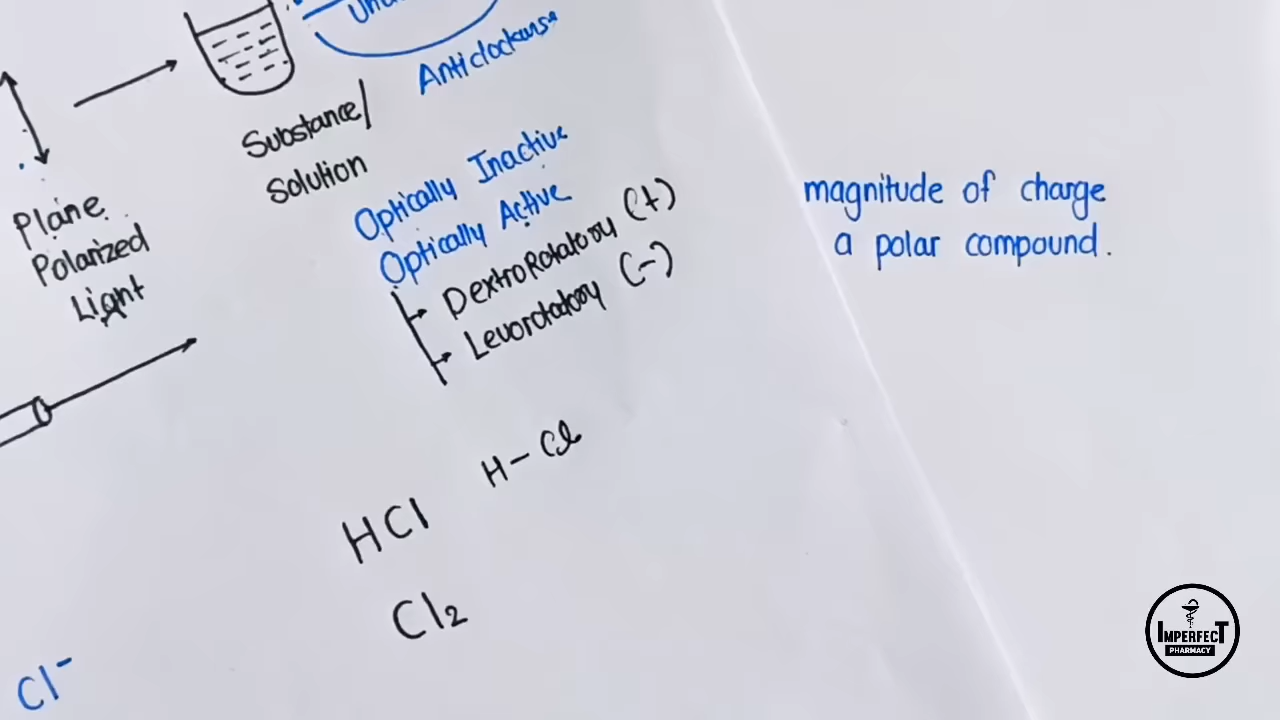 Anticlockwise
Substance/
Solution
Optically Inactive
Optically Active
DextroRotatory (+)
Levorotatory (-)
Plane
Polarized
Light
magnitude of charge
a polar compound.
H-Cl
HCl
Cl2
Cl-
IMPERFECT
PHARMACY